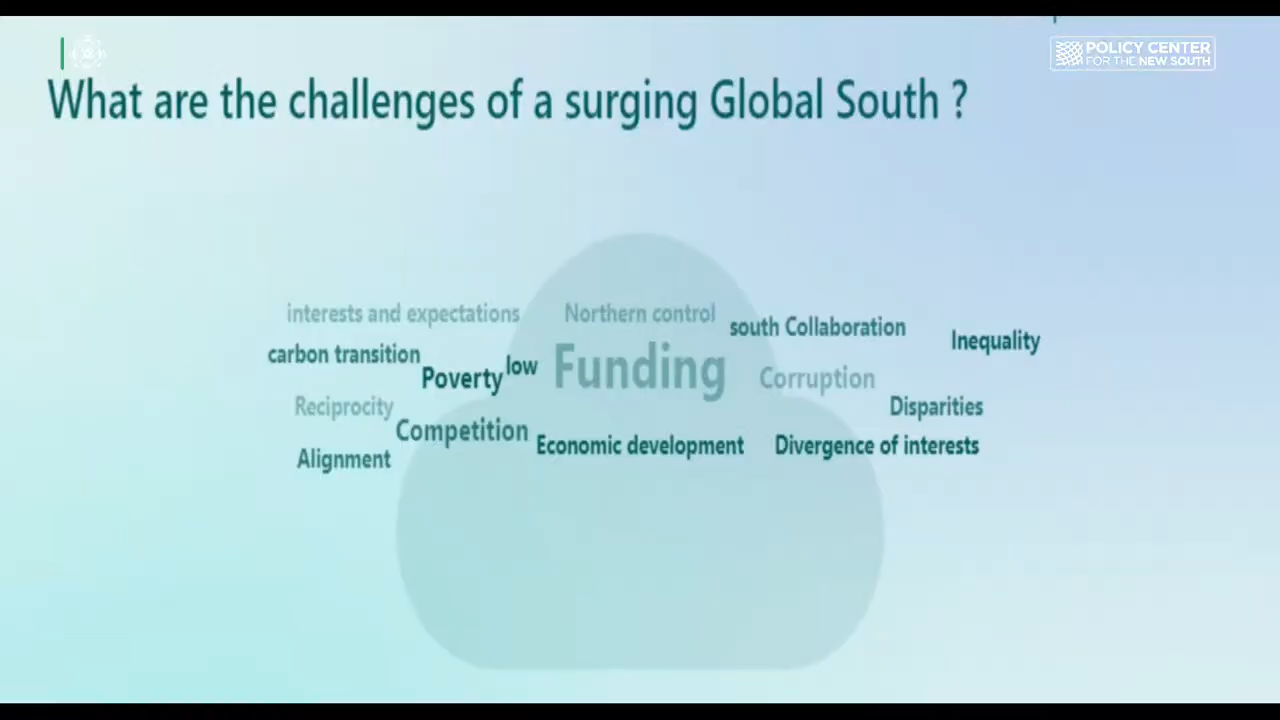 POLICY CENTER
FOR THE NEW SOUTH
What are the challenges of a surging Global South ?
interests and expectations
Northern control
south Collaboration
Inequality
carbon transition
Poverty
low
Funding
Corruption
Reciprocity
Disparities
Competition
Economic development
Divergence of interests
Alignment